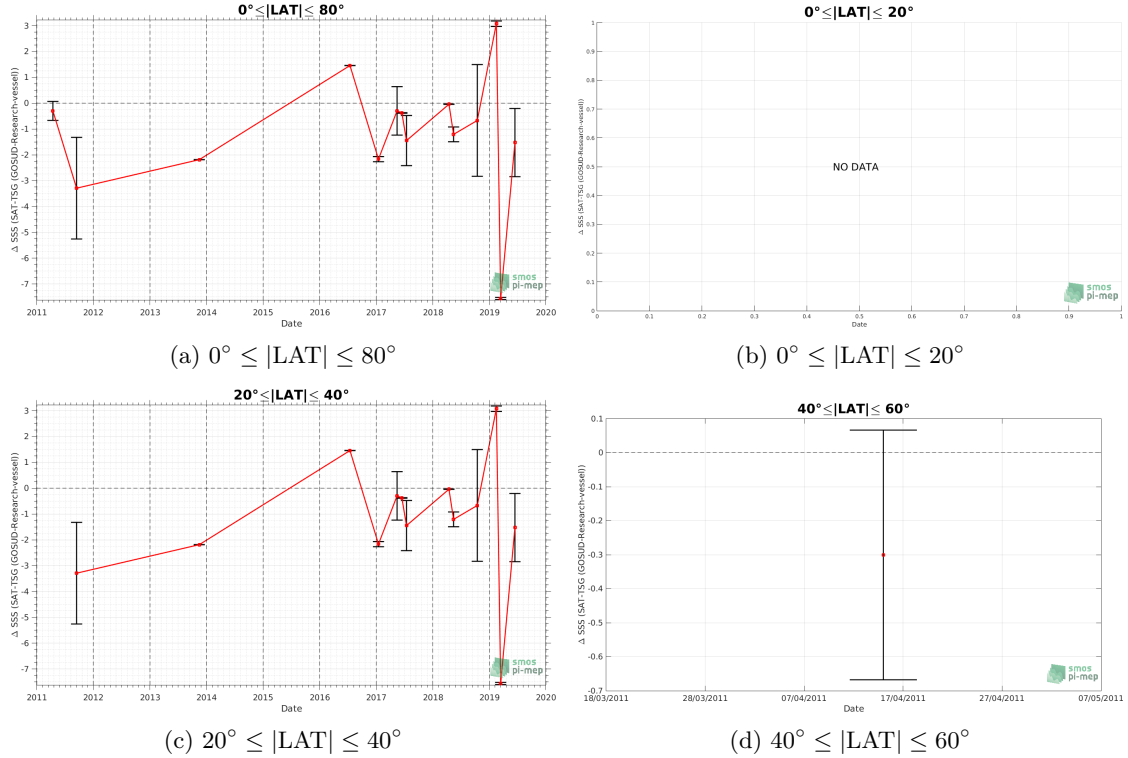 0°≤|LAT|≤ 80°
3
2
1
0
-1
-2
-3
-4
-5
-6
-7
Δ SSS (SAT-TSG (GOSUD-Research-vessel))
2011 2012 2013 2014 2015 2016 2017 2018 2019 2020
Date
smos
pi-mep
(a) 0° ≤ |LAT| ≤ 80°
0°≤|LAT|≤ 20°
1
0.9
0.8
0.7
0.6
0.5
0.4
0.3
0.2
0.1
0
Δ SSS (SAT-TSG (GOSUD-Research-vessel))
NO DATA
0 0.1 0.2 0.3 0.4 0.5 0.6 0.7 0.8 0.9 1
Date
smos
pi-mep
(b) 0° ≤ |LAT| ≤ 20°
20°≤|LAT|≤ 40°
3
2
1
0
-1
-2
-3
-4
-5
-6
-7
Δ SSS (SAT-TSG (GOSUD-Research-vessel))
2011 2012 2013 2014 2015 2016 2017 2018 2019 2020
Date
smos
pi-mep
(c) 20° ≤ |LAT| ≤ 40°
40°≤|LAT|≤ 60°
0.1
0
-0.1
-0.2
-0.3
-0.4
-0.5
-0.6
-0.7
Δ SSS (SAT-TSG (GOSUD-Research-vessel))
18/03/2011 28/03/2011 07/04/2011 17/04/2011 27/04/2011 07/05/2011
Date
smos
pi-mep
(d) 40° ≤ |LAT| ≤ 60°